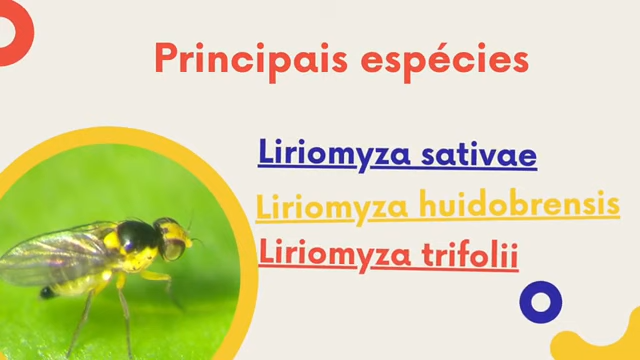 Principais espécies
Liriomyza sativae
Liriomyza huidobrensis
Liriomyza trifolii